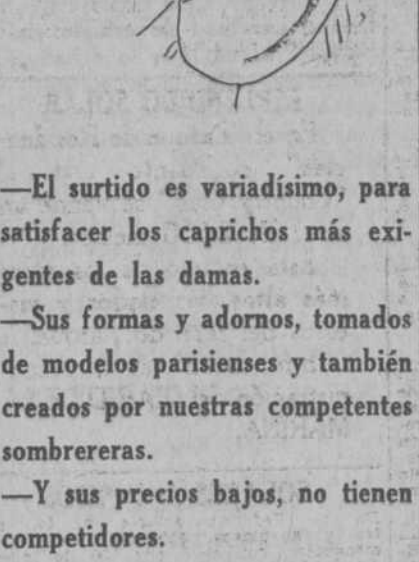 —El surtido es variadísimo, para
satisfacer los caprichos más exi-
gentes de las damas.
—Sus formas y adornos, tomados
de modelos parisienses y también
creados por nuestras competentes
sombrereras.
—Y sus precios bajos, no tienen
competidores.